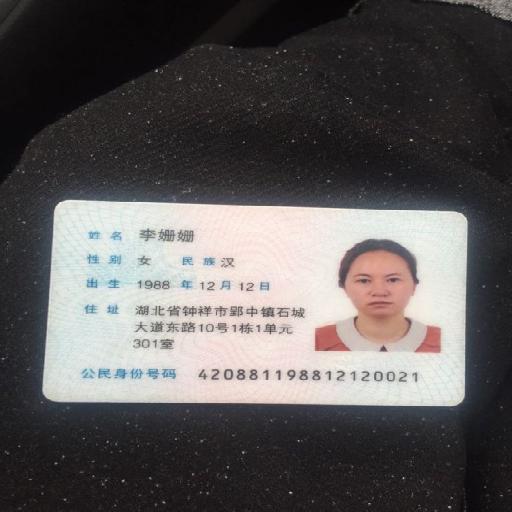 姓名 李姗姗
性别 女 民族 汉
出生 1988 年 12 月 12 日
住址 湖北省钟祥市郢中镇石城
大道东路10号1栋1单元
301室
公民身份号码 420881198812120021